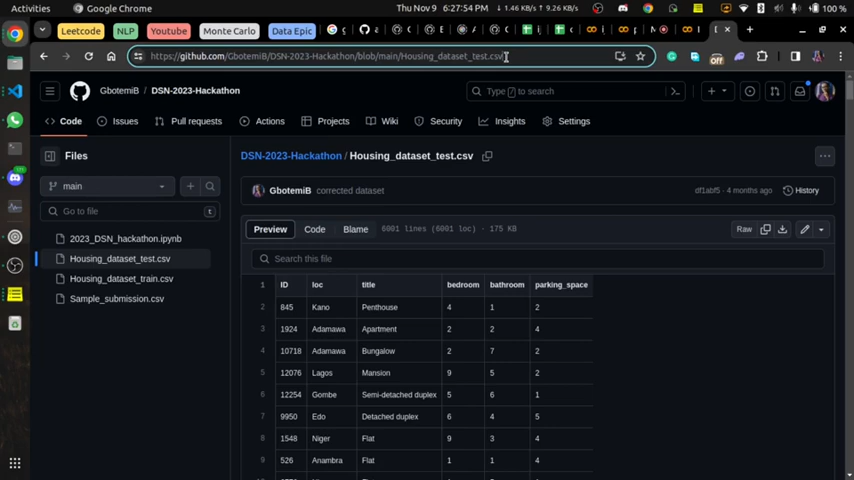 Activities
Google Chrome
Thu Nov 9 6:27:54 PM ↓ 1.46 KB/s ↑ 9.26 KB/s
100 %
Leetcode
NLP
Youtube
Monte Carlo
Data Epic
https://github.com/GbotemiB/DSN-2023-Hackathon/blob/main/Housing_dataset_test.csv
Off
GbotemiB / DSN-2023-Hackathon
Type / to search
Code
Issues
Pull requests
Actions
Projects
Wiki
Security
Insights
Settings
Files
main
Go to file
t
2023_DSN_hackathon.ipynb
Housing_dataset_test.csv
Housing_dataset_train.csv
Sample_submission.csv
DSN-2023-Hackathon / Housing_dataset_test.csv
GbotemiB corrected dataset
df1abf5 · 4 months ago
History
Preview
Code
Blame
6001 lines (6001 loc) · 175 KB
Raw
Search this file
1 ID loc title bedroom bathroom parking_space
2 845 Kano Penthouse 4 1 2
3 1924 Adamawa Apartment 2 2 4
4 10718 Adamawa Bungalow 2 7 2
5 12076 Lagos Mansion 9 5 2
6 12254 Gombe Semi-detached duplex 5 6 1
7 9950 Edo Detached duplex 6 4 5
8 1548 Niger Flat 9 3 4
9 526 Anambra Flat 1 1 4